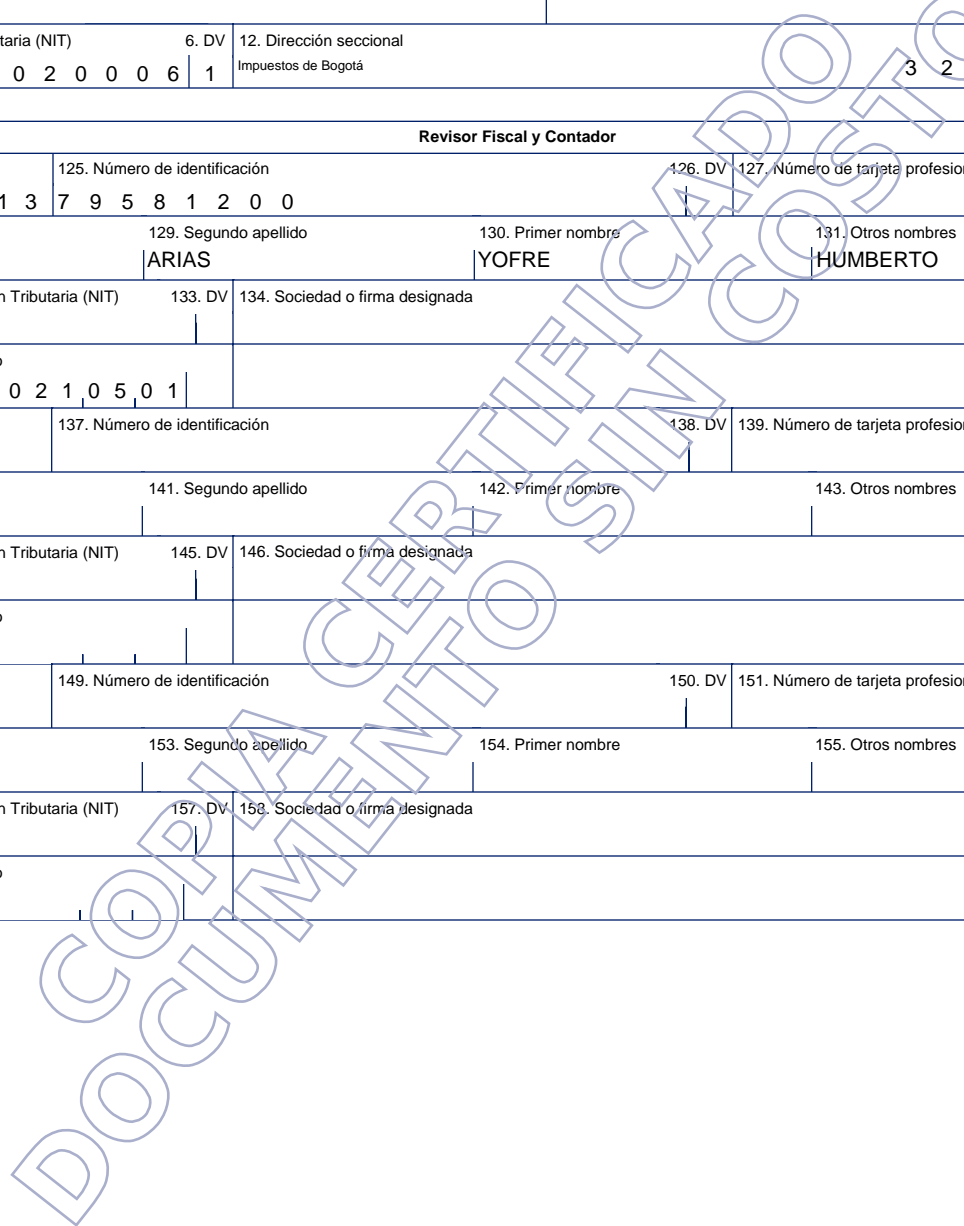 taria (NIT) 6. DV 12. Dirección seccional
0 2 0 0 0 6 1 Impuestos de Bogotá 3 2
Revisor Fiscal y Contador
125. Número de identificación 126. DV 127. Número de tarjeta profesion
1 3 7 9 5 8 1 2 0 0
129. Segundo apellido 130. Primer nombre 131. Otros nombres
ARIAS YOFRE HUMBERTO
n Tributaria (NIT) 133. DV 134. Sociedad o firma designada
o
0 2 1 0 5 0 1
137. Número de identificación 138. DV 139. Número de tarjeta profesion
141. Segundo apellido 142. Primer nombre 143. Otros nombres
n Tributaria (NIT) 145. DV 146. Sociedad o firma designada
o
149. Número de identificación 150. DV 151. Número de tarjeta profesion
153. Segundo apellido 154. Primer nombre 155. Otros nombres
n Tributaria (NIT) 157. DV 158. Sociedad o firma designada
o
COPIA CERTIFICADO
DOCUMENTO SIN COSTO